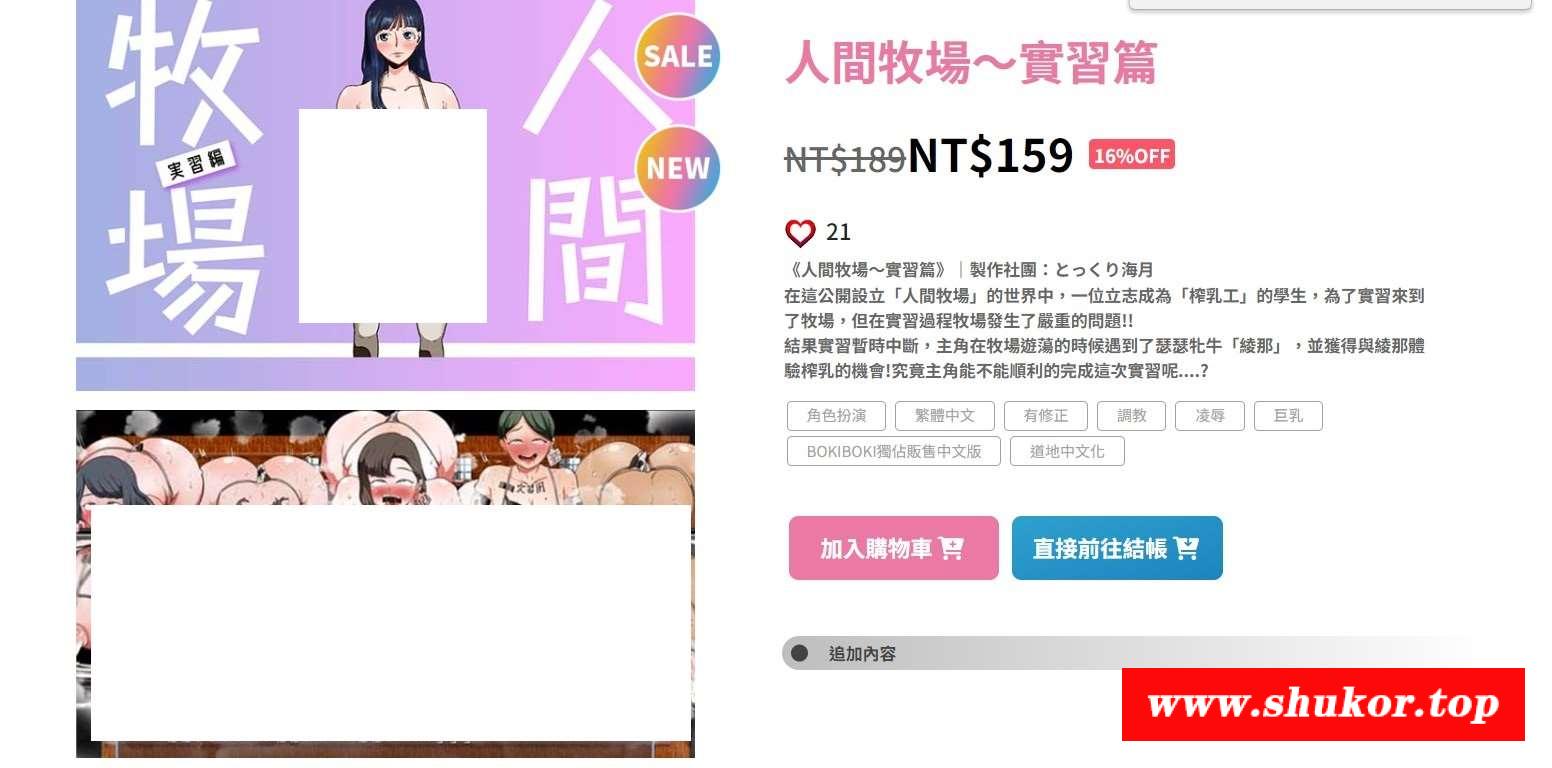 牧場
人間
実習編
SALE
NEW
人間牧場～實習篇
NT$189NT$159 16%OFF
21
《人間牧場～實習篇》｜製作社團：とっくり海月
在這公開設立「人間牧場」的世界中，一位立志成為「榨乳工」的學生，為了實習來到
了牧場，但在實習過程牧場發生了嚴重的問題!!
結果實習暫時中斷，主角在牧場遊蕩的時候遇到了瑟瑟牝牛「綾那」，並獲得與綾那體
驗榨乳的機會!究竟主角能不能順利的完成這次實習呢....?
角色扮演 繁體中文 有修正 調教 凌辱 巨乳
BOKIBOKI獨佔販售中文版 道地中文化
加入購物車 直接前往結帳
追加內容
www.shukor.top